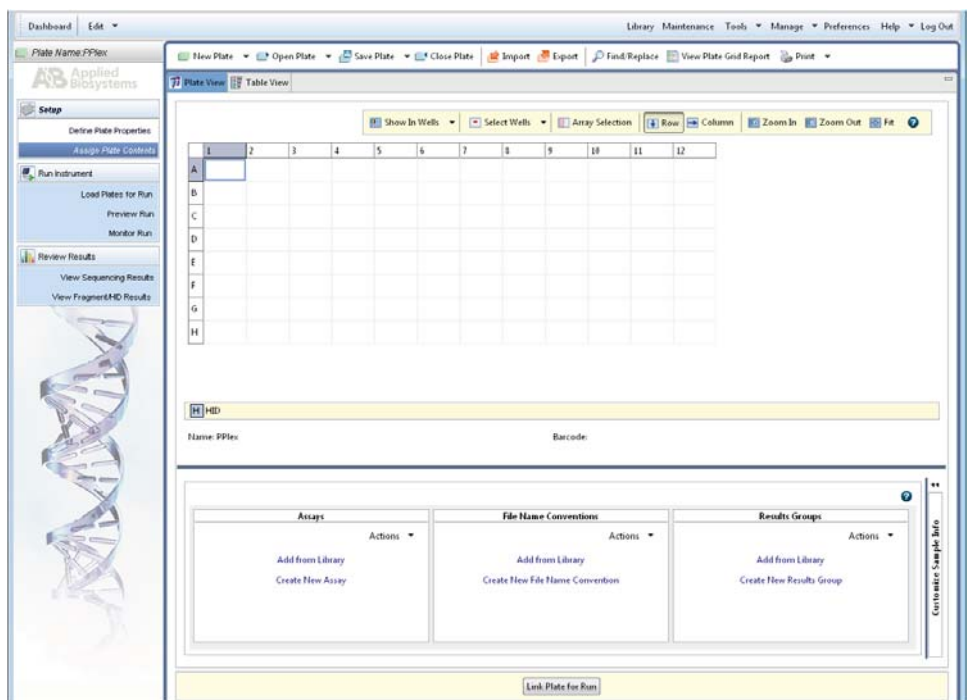 Dashboard Edit Library Maintenance Tools Manage Preferences Help Log Out
Plate Name:PPlex
New Plate Open Plate Save Plate Close Plate Import Export Find/Replace View Plate Grid Report Print
AB Applied
Biosystems
Plate View Table View
Setup
Define Plate Properties
Assign Plate Contents
Run Instrument
Load Plates for Run
Preview Run
Monitor Run
Review Results
View Sequencing Results
View Fragment/HID Results
Show In Wells Select Wells Array Selection Row Column Zoom In Zoom Out Fit ?
1 2 3 4 5 6 7 8 9 10 11 12
A
B
C
D
E
F
G
H
H HID
Name: PPlex Barcode:
?
Assays File Name Conventions Results Groups
Actions Actions Actions
Add from Library Add from Library Add from Library
Create New Assay Create New File Name Convention Create New Results Group
Customize Sample Info
Link Plate for Run